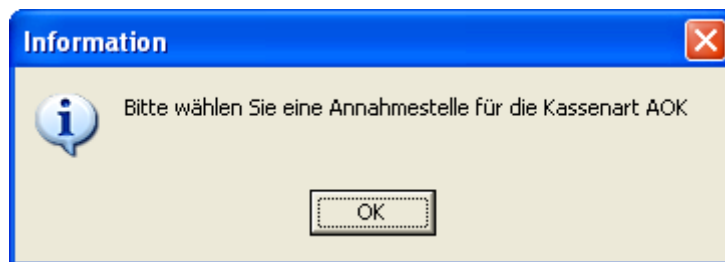 Information
Bitte wählen Sie eine Annahmestelle für die Kassenart AOK
OK